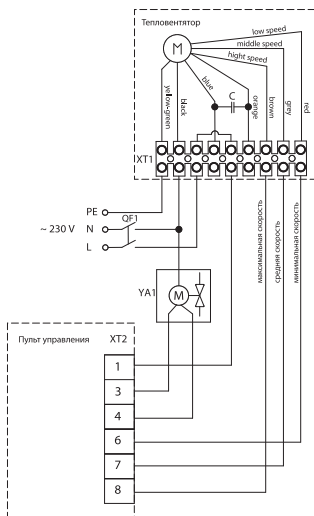 Тепловентятор
low speed
middle speed
hight speed
M
yellow-green
black
blue
C
orange
brown
grey
red
XT1
PE
QF1
~ 230 V
N
L
максимальная скорость
средняя скорость
минимальная скорость
YA1
M
Пульт управления
XT2
1
3
4
6
7
8